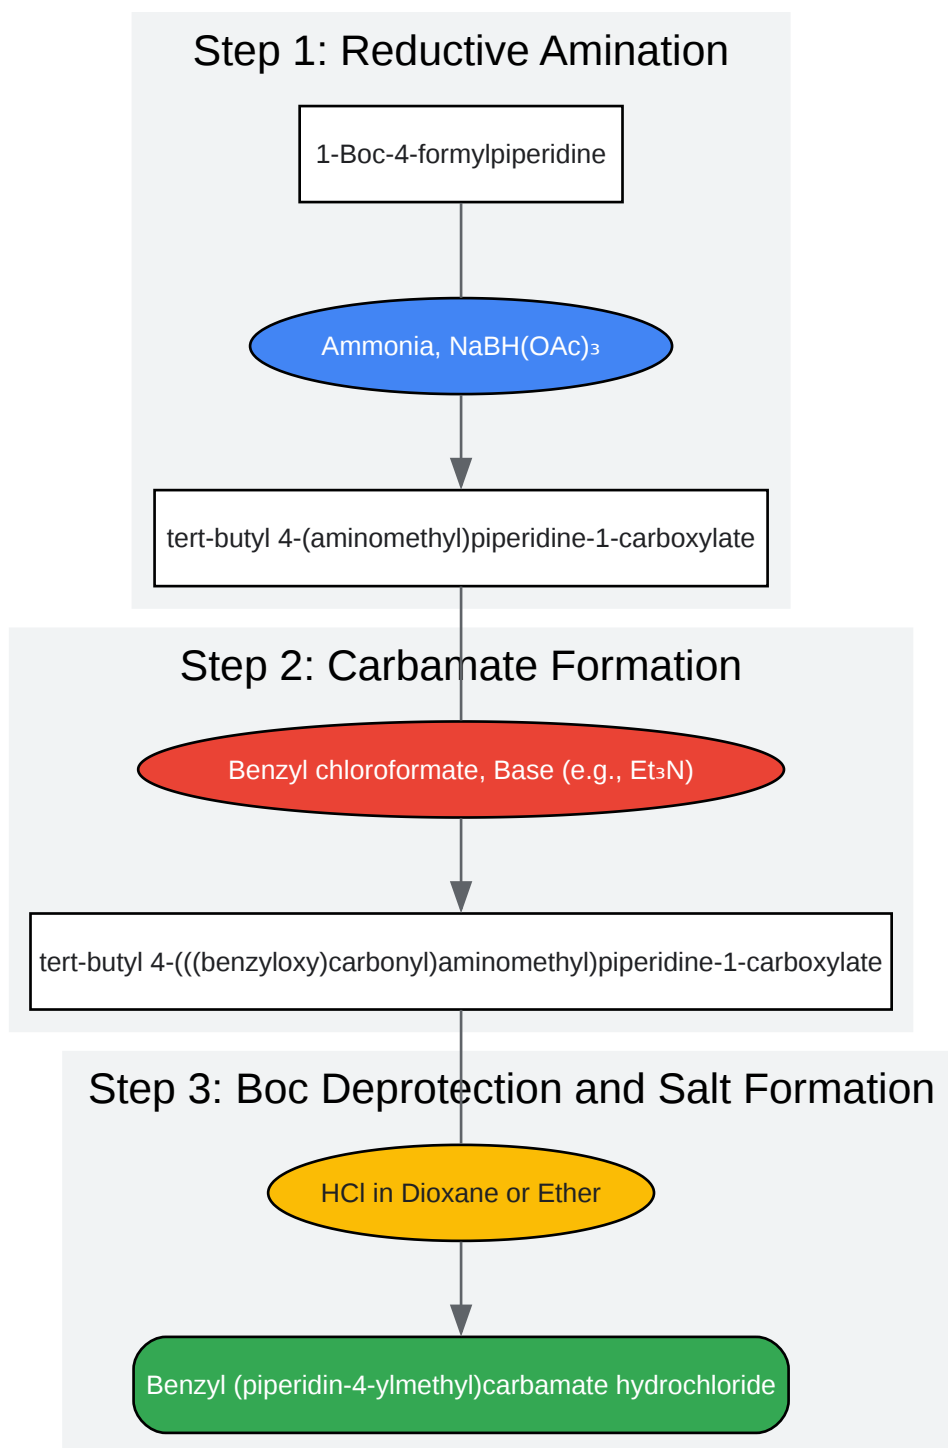 Step 1: Reductive Amination
1-Boc-4-formylpiperidine
Ammonia, NaBH(OAc)₃
tert-butyl 4-(aminomethyl)piperidine-1-carboxylate
Step 2: Carbamate Formation
Benzyl chloroformate, Base (e.g., Et₃N)
tert-butyl 4-(((benzyloxy)carbonyl)aminomethyl)piperidine-1-carboxylate
Step 3: Boc Deprotection and Salt Formation
HCl in Dioxane or Ether
Benzyl (piperidin-4-ylmethyl)carbamate hydrochloride